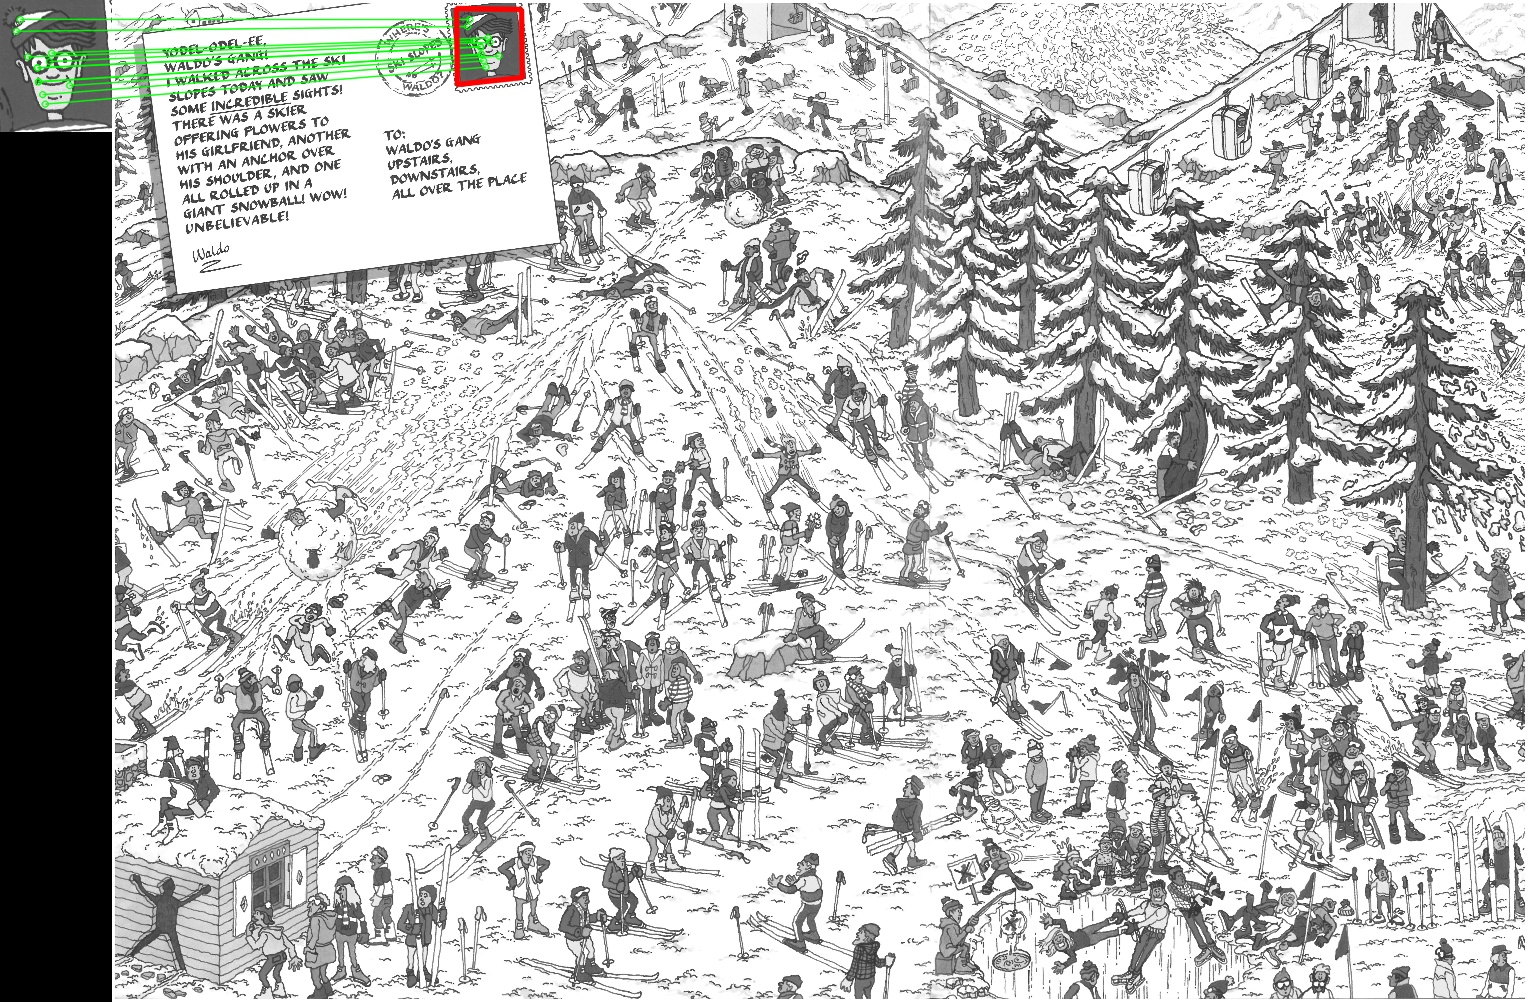 YODEL-ODEL-EE,
WALDO'S GANG!
I WALKED ACROSS THE SKI
SLOPES TODAY AND SAW
SOME INCREDIBLE SIGHTS!
THERE WAS A SKIER
OFFERING FLOWERS TO
HIS GIRLFRIEND, ANOTHER
WITH AN ANCHOR OVER
HIS SHOULDER, AND ONE
ALL ROLLED UP IN A
GIANT SNOWBALL! WOW!
UNBELIEVABLE!
Waldo
WHERE'S
SKI SLOPES
WALDO
TO:
WALDO'S GANG
UPSTAIRS,
DOWNSTAIRS,
ALL OVER THE PLACE